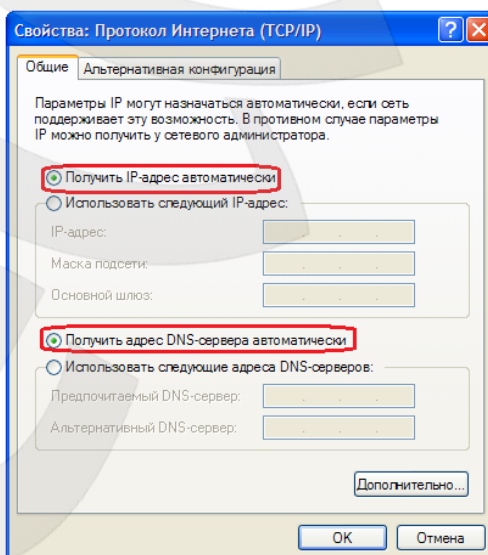 Свойства: Протокол Интернета (TCP/IP)
Общие
Альтернативная конфигурация
Параметры IP могут назначаться автоматически, если сеть
поддерживает эту возможность. В противном случае параметры
IP можно получить у сетевого администратора.
Получить IP-адрес автоматически
Использовать следующий IP-адрес:
IP-адрес:
Маска подсети:
Основной шлюз:
Получить адрес DNS-сервера автоматически
Использовать следующие адреса DNS-серверов:
Предпочитаемый DNS-сервер:
Альтернативный DNS-сервер:
Дополнительно...
OK
Отмена